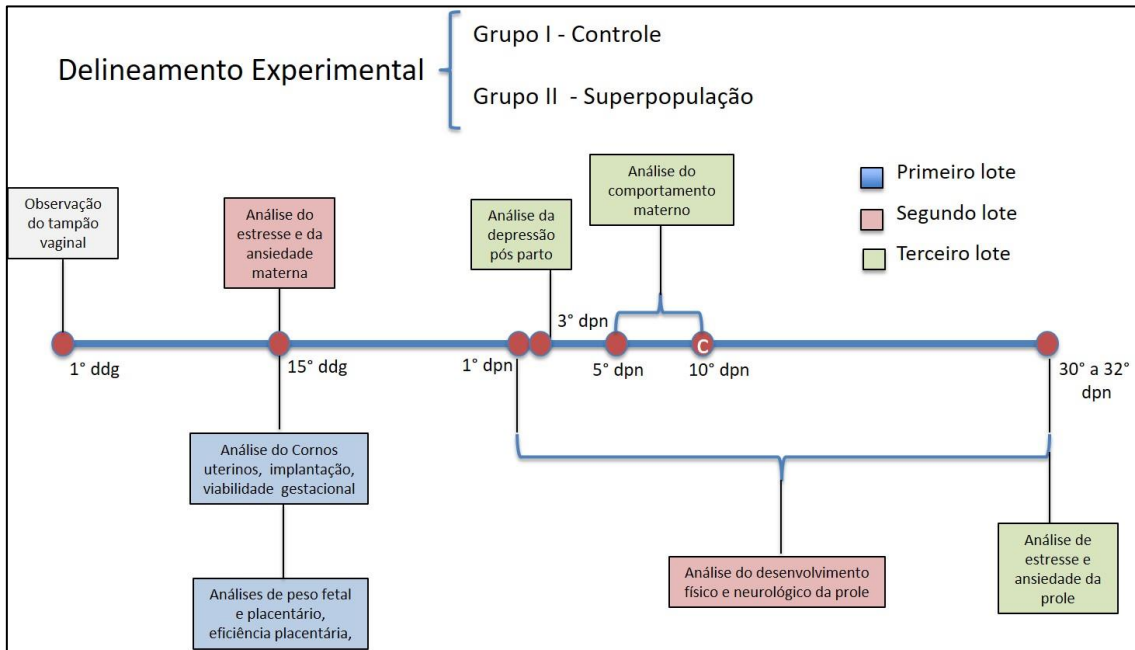 Delineamento Experimental
Grupo I - Controle
Grupo II - Superpopulação
Primeiro lote
Segundo lote
Terceiro lote
Observação
do tampão
vaginal
Análise do
estresse e da
ansiedade
materna
Análise da
depressão
pós parto
Análise do
comportamento
materno
1° ddg
15° ddg
1° dpn
3° dpn
5° dpn
C
10° dpn
30° a 32°
dpn
Análise do Cornos
uterinos, implantação,
viabilidade gestacional
Análises de peso fetal
e placentário,
eficiência placentária,
Análise do desenvolvimento
físico e neurológico da prole
Análise de
estresse e
ansiedade da
prole